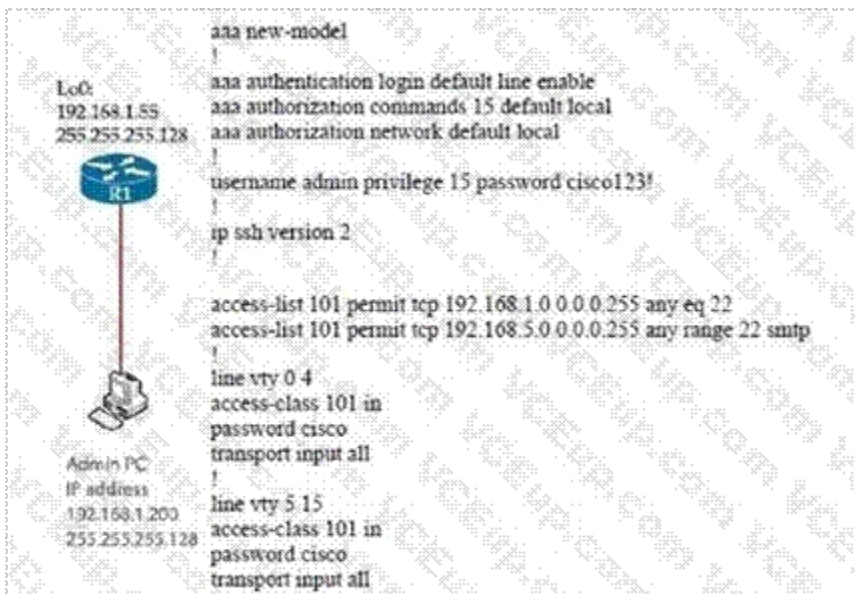 aaa new-model
!
aaa authentication login default line enable
aaa authorization commands 15 default local
aaa authorization network default local
!
username admin privilege 15 password cisco123!
!
ip ssh version 2
!
access-list 101 permit tcp 192.168.1.0 0.0.0.255 any eq 22
access-list 101 permit tcp 192.168.5.0 0.0.0.255 any range 22 smtp
!
line vty 0 4
access-class 101 in
password cisco
transport input all
!
line vty 5 15
access-class 101 in
password cisco
transport input all
Lo0:
192.168.1.55
255.255.255.128
R1
Admin PC
IP address
192.168.1.200
255.255.255.128